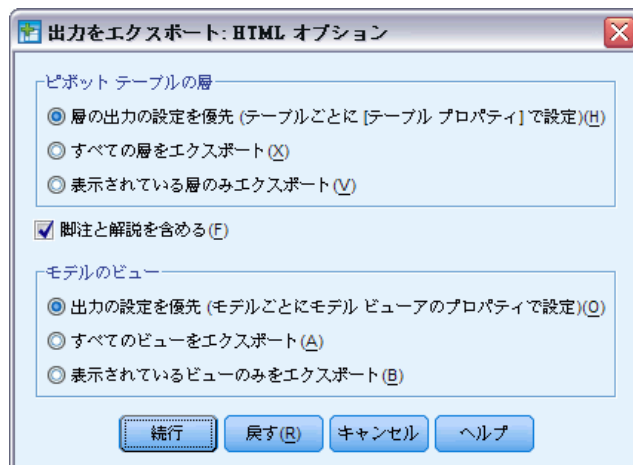 出力をエクスポート: HTML オプション
ピボット テーブルの層
層の出力の設定を優先 (テーブルごとに [テーブル プロパティ] で設定)(H)
すべての層をエクスポート(X)
表示されている層のみエクスポート(V)
脚注と解説を含める(F)
モデルのビュー
出力の設定を優先 (モデルごとにモデル ビューアのプロパティで設定)(O)
すべてのビューをエクスポート(A)
表示されているビューのみをエクスポート(B)
続行 戻す(R) キャンセル ヘルプ